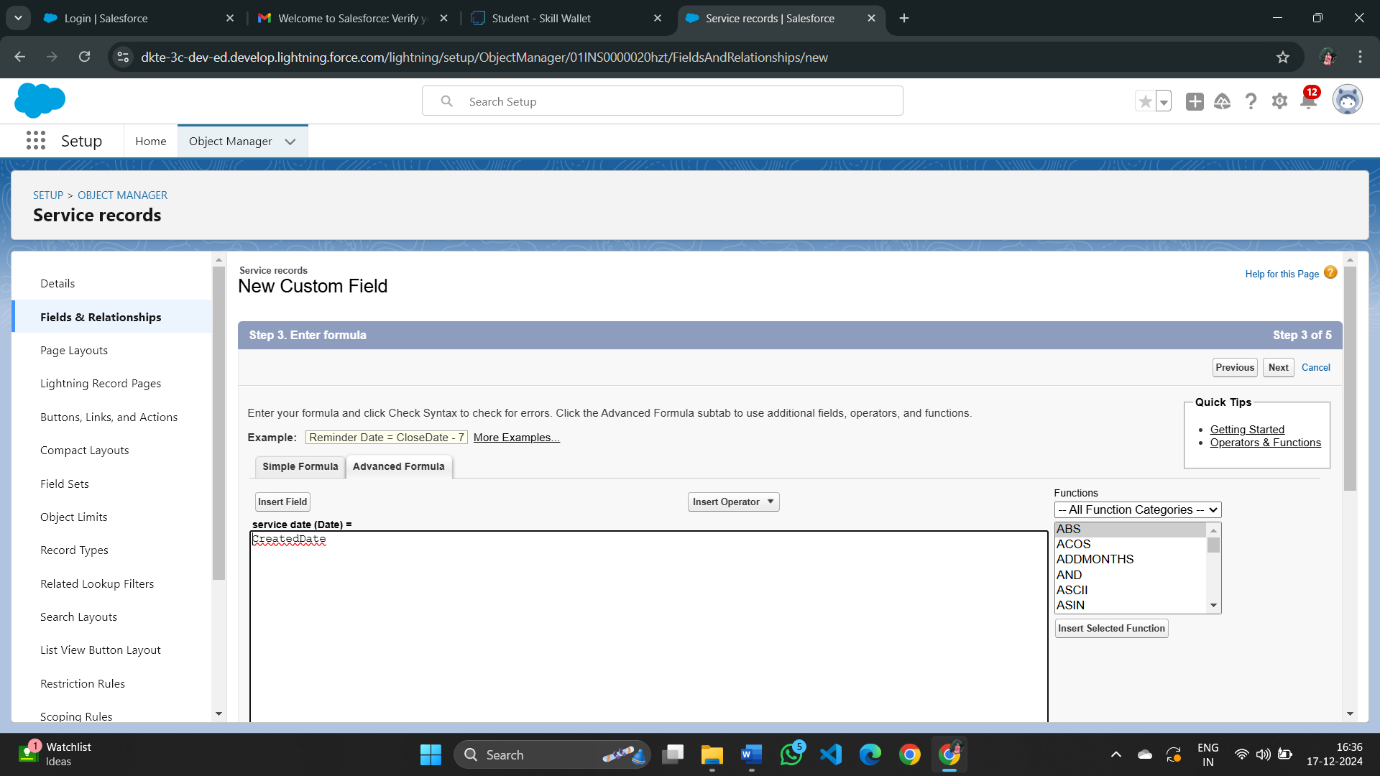 Login | Salesforce
Welcome to Salesforce: Verify y
Student - Skill Wallet
Service records | Salesforce
dkte-3c-dev-ed.develop.lightning.force.com/lightning/setup/ObjectManager/01INS0000020hzt/FieldsAndRelationships/new
Search Setup
12
Setup
Home
Object Manager
SETUP > OBJECT MANAGER
Service records
Details
Fields & Relationships
Page Layouts
Lightning Record Pages
Buttons, Links, and Actions
Compact Layouts
Field Sets
Object Limits
Record Types
Related Lookup Filters
Search Layouts
List View Button Layout
Restriction Rules
Scoping Rules
Service records
New Custom Field
Help for this Page
Step 3. Enter formula
Step 3 of 5
Previous
Next
Cancel
Enter your formula and click Check Syntax to check for errors. Click the Advanced Formula subtab to use additional fields, operators, and functions.
Example: Reminder Date = CloseDate - 7 More Examples...
Quick Tips
Getting Started
Operators & Functions
Simple Formula
Advanced Formula
Insert Field
Insert Operator
service date (Date) =
CreatedDate
Functions
-- All Function Categories --
ABS
ACOS
ADDMONTHS
AND
ASCII
ASIN
Insert Selected Function
1
Watchlist
Ideas
Search
5
ENG
IN
16:36
17-12-2024